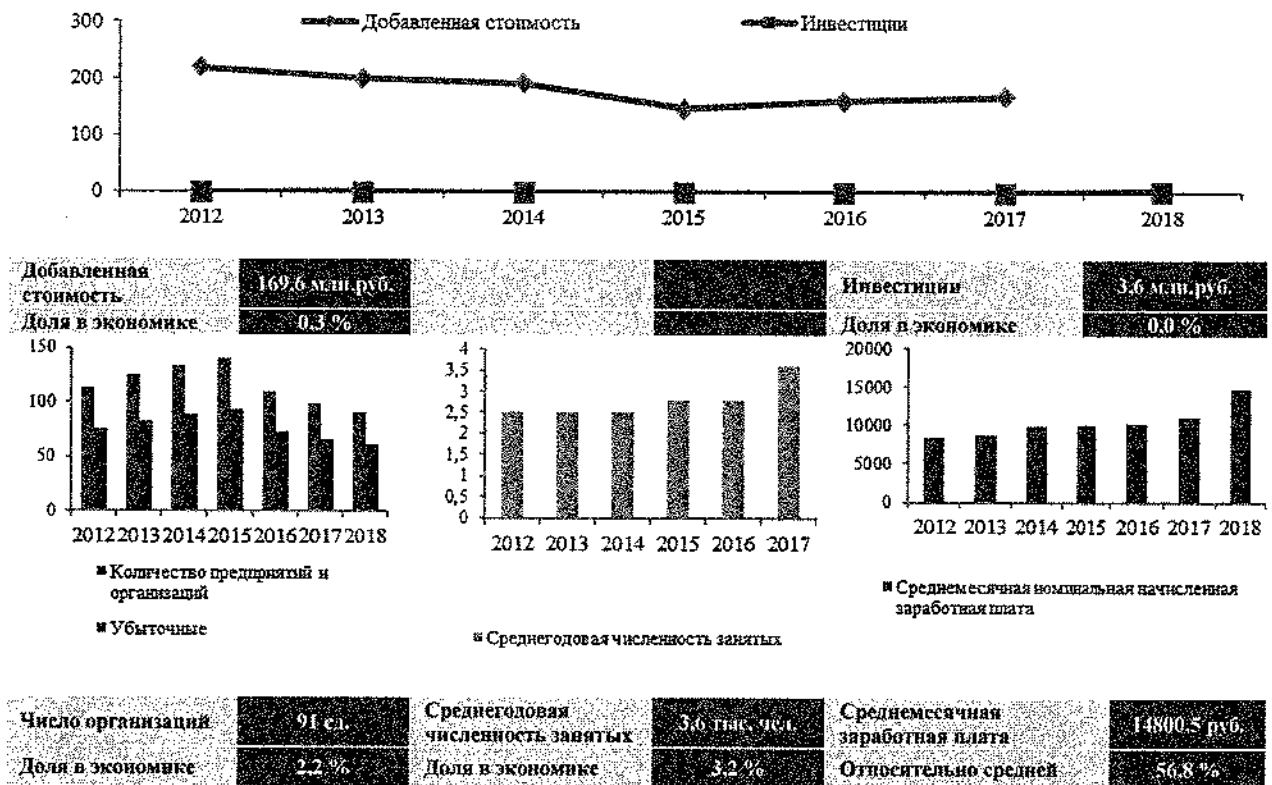 Добавленная стоимость
Инвестиции
300
200
100
0
2012 2013 2014 2015 2016 2017 2018
Добавленная стоимость
169.6 млн.руб.
Доля в экономике
0.3 %
Инвестиции
3.6 млн.руб.
Доля в экономике
0.0 %
150
100
50
0
2012 2013 2014 2015 2016 2017 2018
Количество предприятий и
организаций
Убыточные
4
3,5
3
2,5
2
1,5
1
0,5
0
2012 2013 2014 2015 2016 2017
Среднегодовая численность занятых
20000
15000
10000
5000
0
2012 2013 2014 2015 2016 2017 2018
Среднемесячная номинальная начисленная
заработная плата
Число организаций
91 ед.
Доля в экономике
2.2 %
Среднегодовая
численность занятых
3.6 тыс. чел.
Доля в экономике
3.2 %
Среднемесячная
заработная плата
14800.5 руб.
Относительно средней
56.8 %